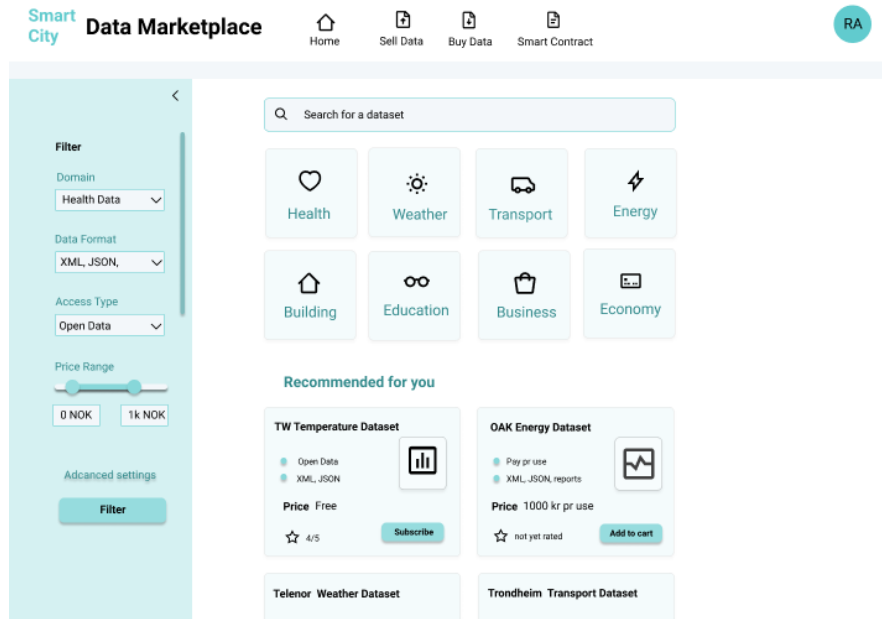 Smart City Data Marketplace
Home
Sell Data
Buy Data
Smart Contract
RA
Filter
Domain
Health Data
Data Format
XML, JSON,
Access Type
Open Data
Price Range
0 NOK 1k NOK
Adcanced settings
Filter
Search for a dataset
Health
Weather
Transport
Energy
Building
Education
Business
Economy
Recommended for you
TW Temperature Dataset
Open Data
XML, JSON
Price Free
4/5
Subscribe
OAK Energy Dataset
Pay pr use
XML, JSON, reports
Price 1000 kr pr use
not yet rated
Add to cart
Telenor Weather Dataset
Trondheim Transport Dataset